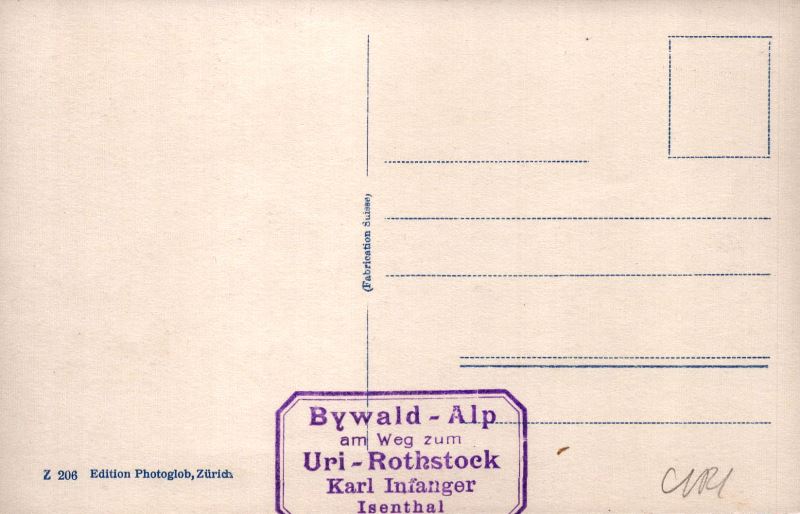 (Fabrication Suisse)
Bywald - Alp
am Weg zum
Uri - Rothstock
Karl Infanger
Isenthal
Z 206 Edition Photoglob, Zürich
URI